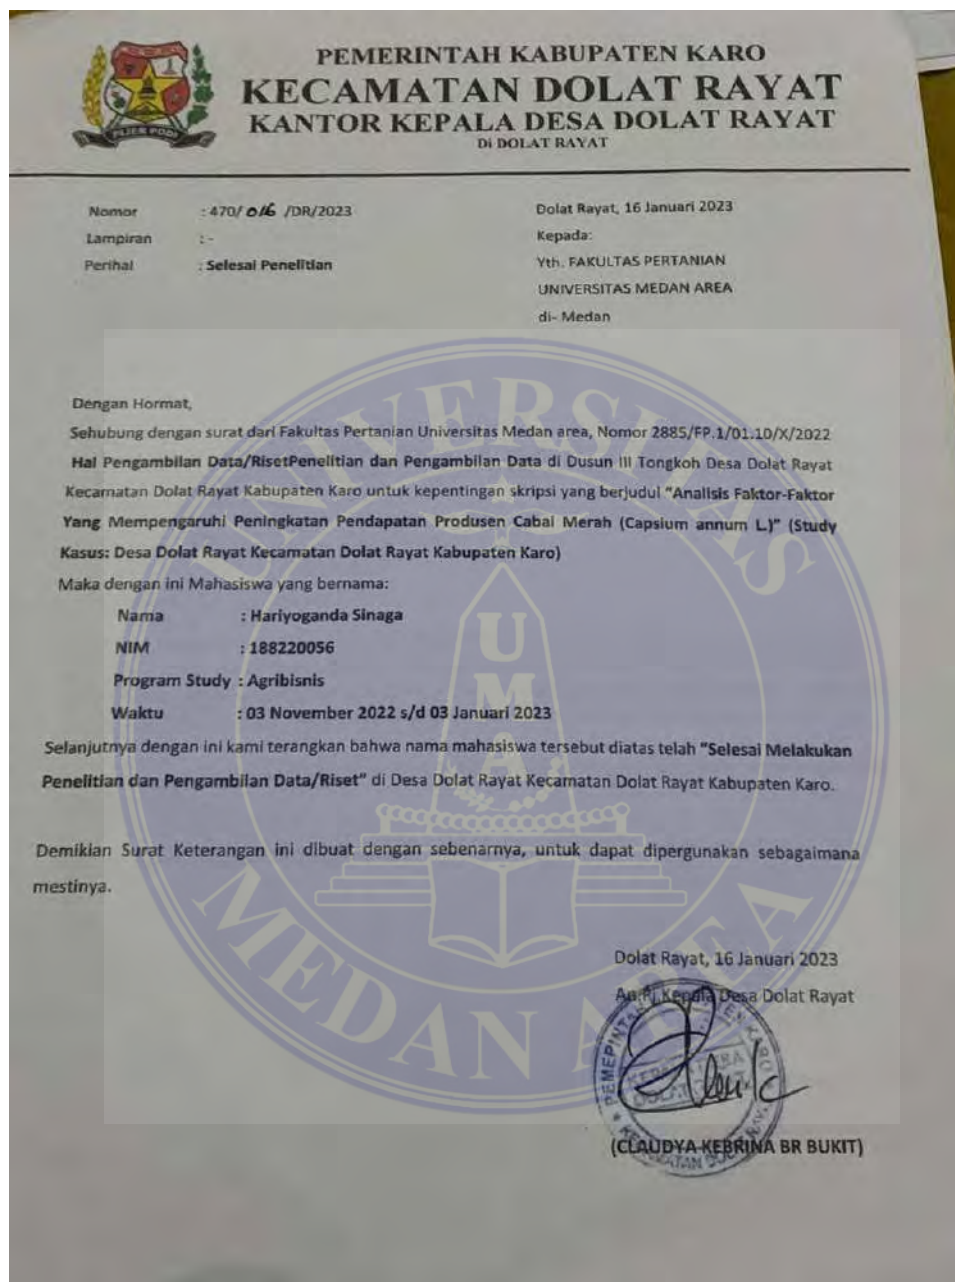 PEMERINTAH KABUPATEN KARO
KECAMATAN DOLAT RAYAT
KANTOR KEPALA DESA DOLAT RAYAT
Di DOLAT RAYAT
PIJER PODI
Nomor : 470/ 016 /DR/2023
Lampiran : -
Perihal : Selesai Penelitian
Dolat Rayat, 16 Januari 2023
Kepada:
Yth. FAKULTAS PERTANIAN
UNIVERSITAS MEDAN AREA
di- Medan
Dengan Hormat,
Sehubung dengan surat dari Fakultas Pertanian Universitas Medan area, Nomor 2885/FP.1/01.10/X/2022
Hal Pengambilan Data/RisetPenelitian dan Pengambilan Data di Dusun III Tongkoh Desa Dolat Rayat
Kecamatan Dolat Rayat Kabupaten Karo untuk kepentingan skripsi yang berjudul "Analisis Faktor-Faktor
Yang Mempengaruhi Peningkatan Pendapatan Produsen Cabai Merah (Capsium annum L.)" (Study
Kasus: Desa Dolat Rayat Kecamatan Dolat Rayat Kabupaten Karo)
Maka dengan ini Mahasiswa yang bernama:
Nama : Hariyoganda Sinaga
NIM : 188220056
Program Study : Agribisnis
Waktu : 03 November 2022 s/d 03 Januari 2023
Selanjutnya dengan ini kami terangkan bahwa nama mahasiswa tersebut diatas telah "Selesai Melakukan
Penelitian dan Pengambilan Data/Riset" di Desa Dolat Rayat Kecamatan Dolat Rayat Kabupaten Karo.
Demikian Surat Keterangan ini dibuat dengan sebenarnya, untuk dapat dipergunakan sebagaimana
mestinya.
Dolat Rayat, 16 Januari 2023
An.Pj Kepala Desa Dolat Rayat
(CLAUDYA KEBRINA BR BUKIT)
UNIVERSITAS
MEDAN AREA
UMA